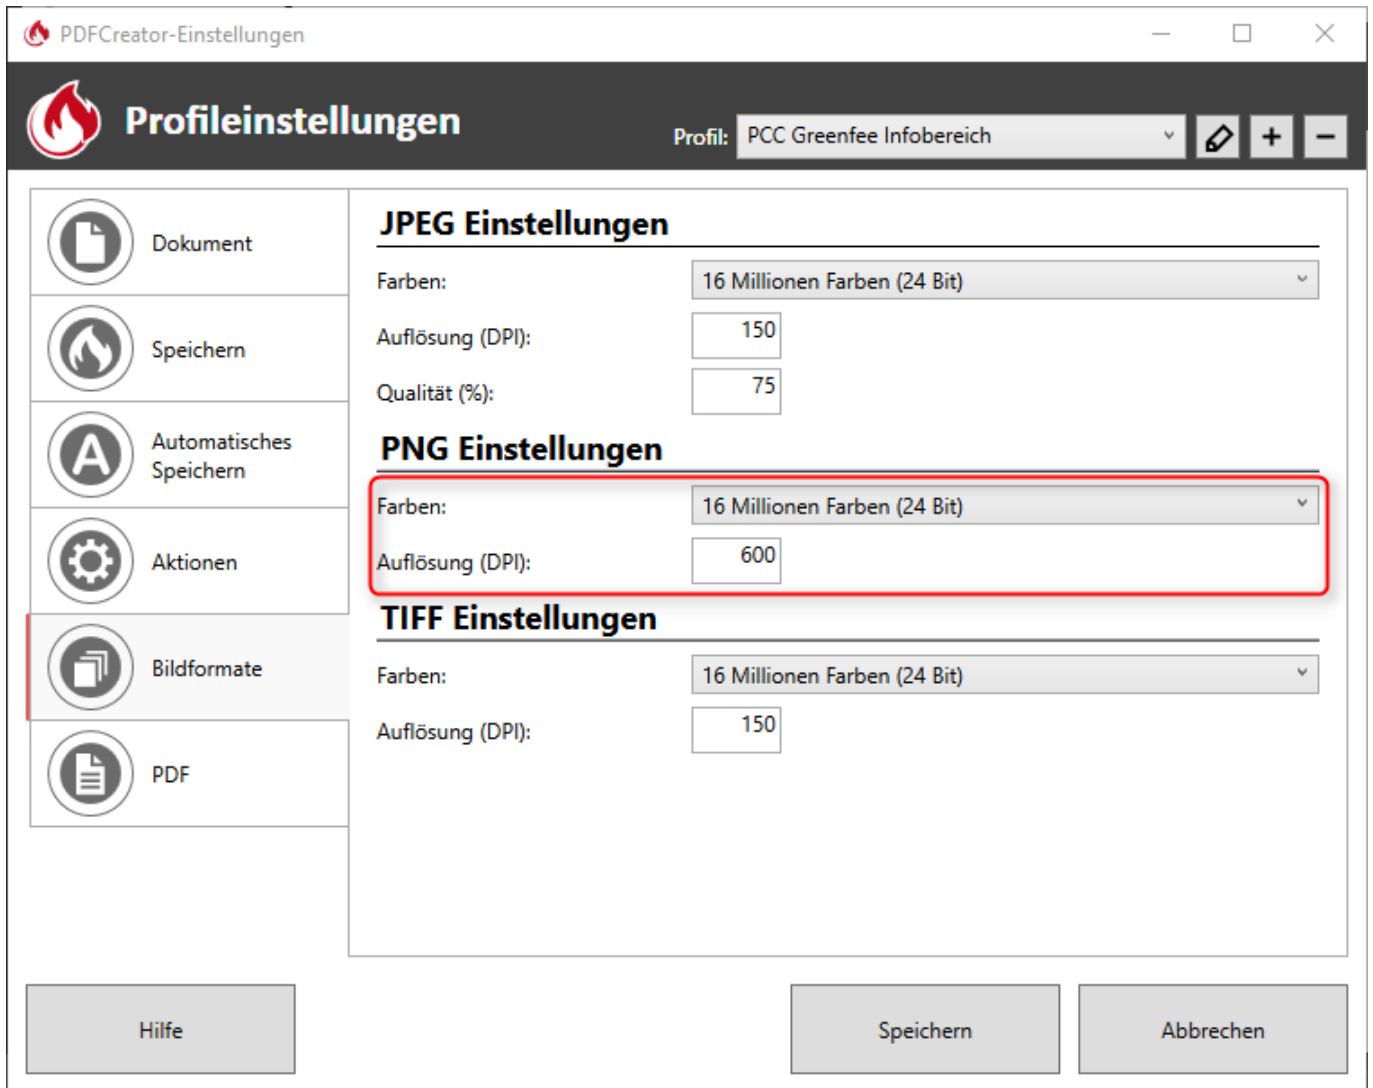 PDFCreator-Einstellungen
Profileinstellungen
Profil: PCC Greenfee Infobereich
Dokument
Speichern
Automatisches
Speichern
Aktionen
Bildformate
PDF
JPEG Einstellungen
Farben: 16 Millionen Farben (24 Bit)
Auflösung (DPI): 150
Qualität (%): 75
PNG Einstellungen
Farben: 16 Millionen Farben (24 Bit)
Auflösung (DPI): 600
TIFF Einstellungen
Farben: 16 Millionen Farben (24 Bit)
Auflösung (DPI): 150
Hilfe
Speichern
Abbrechen